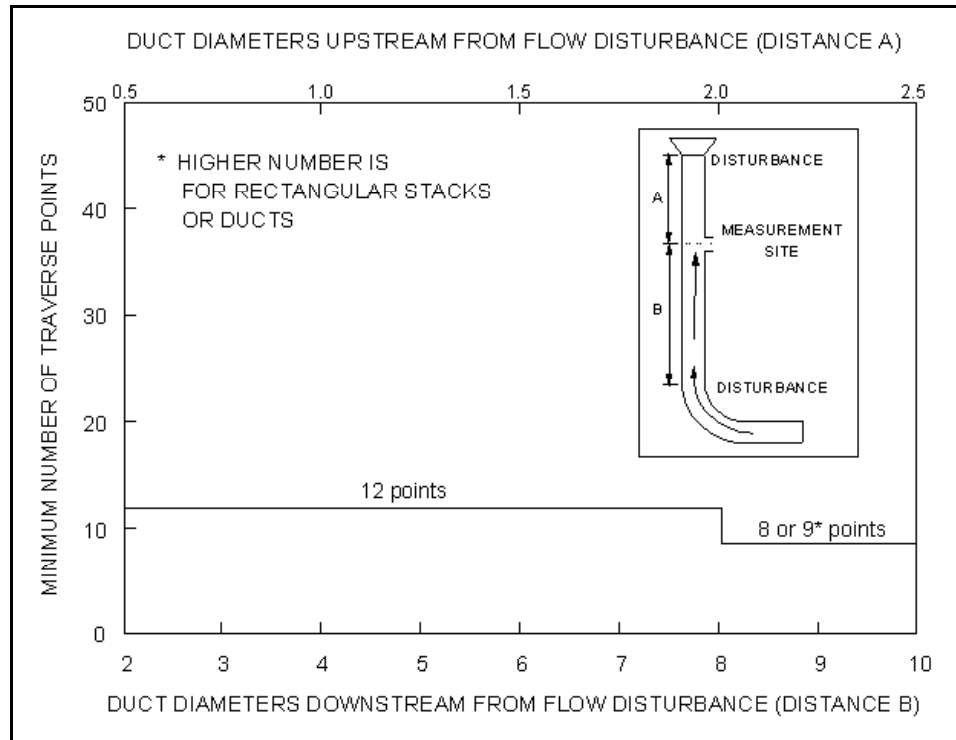 DUCT DIAMETERS UPSTREAM FROM FLOW DISTURBANCE (DISTANCE A)
0.5 1.0 1.5 2.0 2.5
MINIMUM NUMBER OF TRAVERSE POINTS
50
40
30
20
10
0
* HIGHER NUMBER IS
FOR RECTANGULAR STACKS
OR DUCTS
DISTURBANCE
A
MEASUREMENT
SITE
B
DISTURBANCE
12 points
8 or 9* points
2 3 4 5 6 7 8 9 10
DUCT DIAMETERS DOWNSTREAM FROM FLOW DISTURBANCE (DISTANCE B)